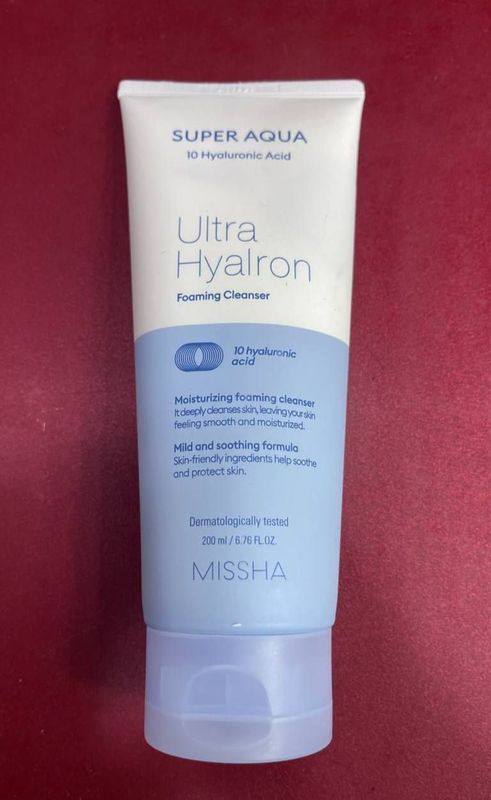 SUPER AQUA
10 Hyaluronic Acid
Ultra
Hyalron
Foaming Cleanser
10 hyaluronic
acid
Moisturizing foaming cleanser
It deeply cleanses skin, leaving your skin
feeling smooth and moisturized.
Mild and soothing formula
Skin-friendly ingredients help soothe
and protect skin.
Dermatologically tested
200 ml / 6.76 FL.OZ.
MISSHA